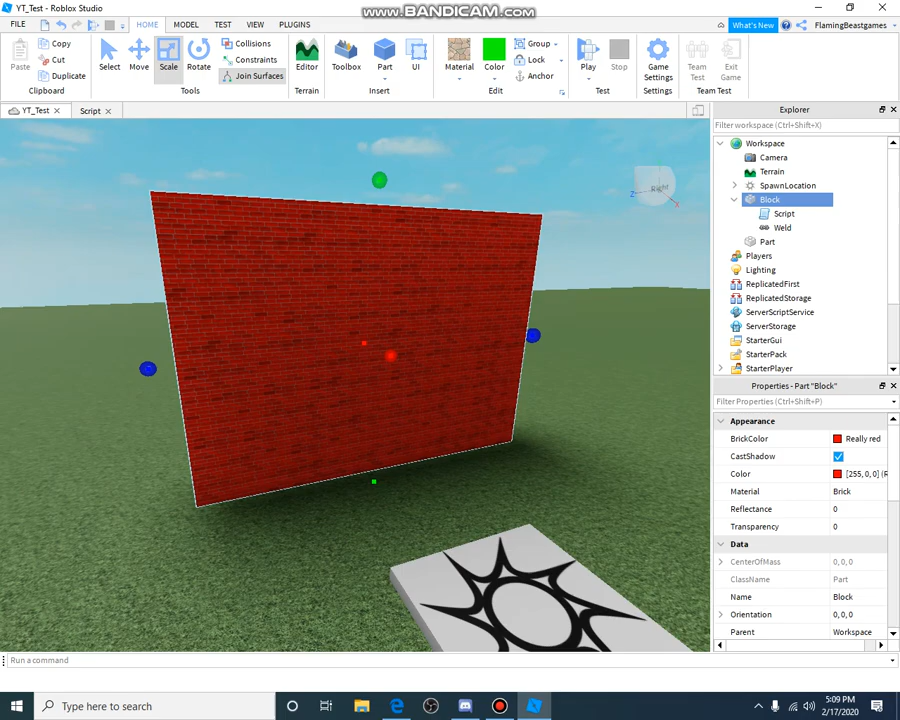 YT_Test - Roblox Studio
www.BANDICAM.com
FILE HOME MODEL TEST VIEW PLUGINS What's New FlamingBeastgames
Paste Copy Cut Duplicate Select Move Scale Rotate Collisions Constraints Join Surfaces Editor Toolbox Part UI Material Color Group Lock Anchor Play Stop Game Settings Team Test Exit Game
Clipboard Tools Terrain Insert Edit Test Settings Team Test
YT_Test Script
Right
Z
Explorer
Filter workspace (Ctrl+Shift+X)
Workspace
Camera
Terrain
SpawnLocation
Block
Script
Weld
Part
Players
Lighting
ReplicatedFirst
ReplicatedStorage
ServerScriptService
ServerStorage
StarterGui
StarterPack
StarterPlayer
Properties - Part "Block"
Filter Properties (Ctrl+Shift+P)
Appearance
BrickColor Really red
CastShadow
Color [255, 0, 0] (R
Material Brick
Reflectance 0
Transparency 0
Data
CenterOfMass 0, 0, 0
ClassName Part
Name Block
Orientation 0, 0, 0
Parent Workspace
Run a command
Type here to search
5:09 PM
2/17/2020